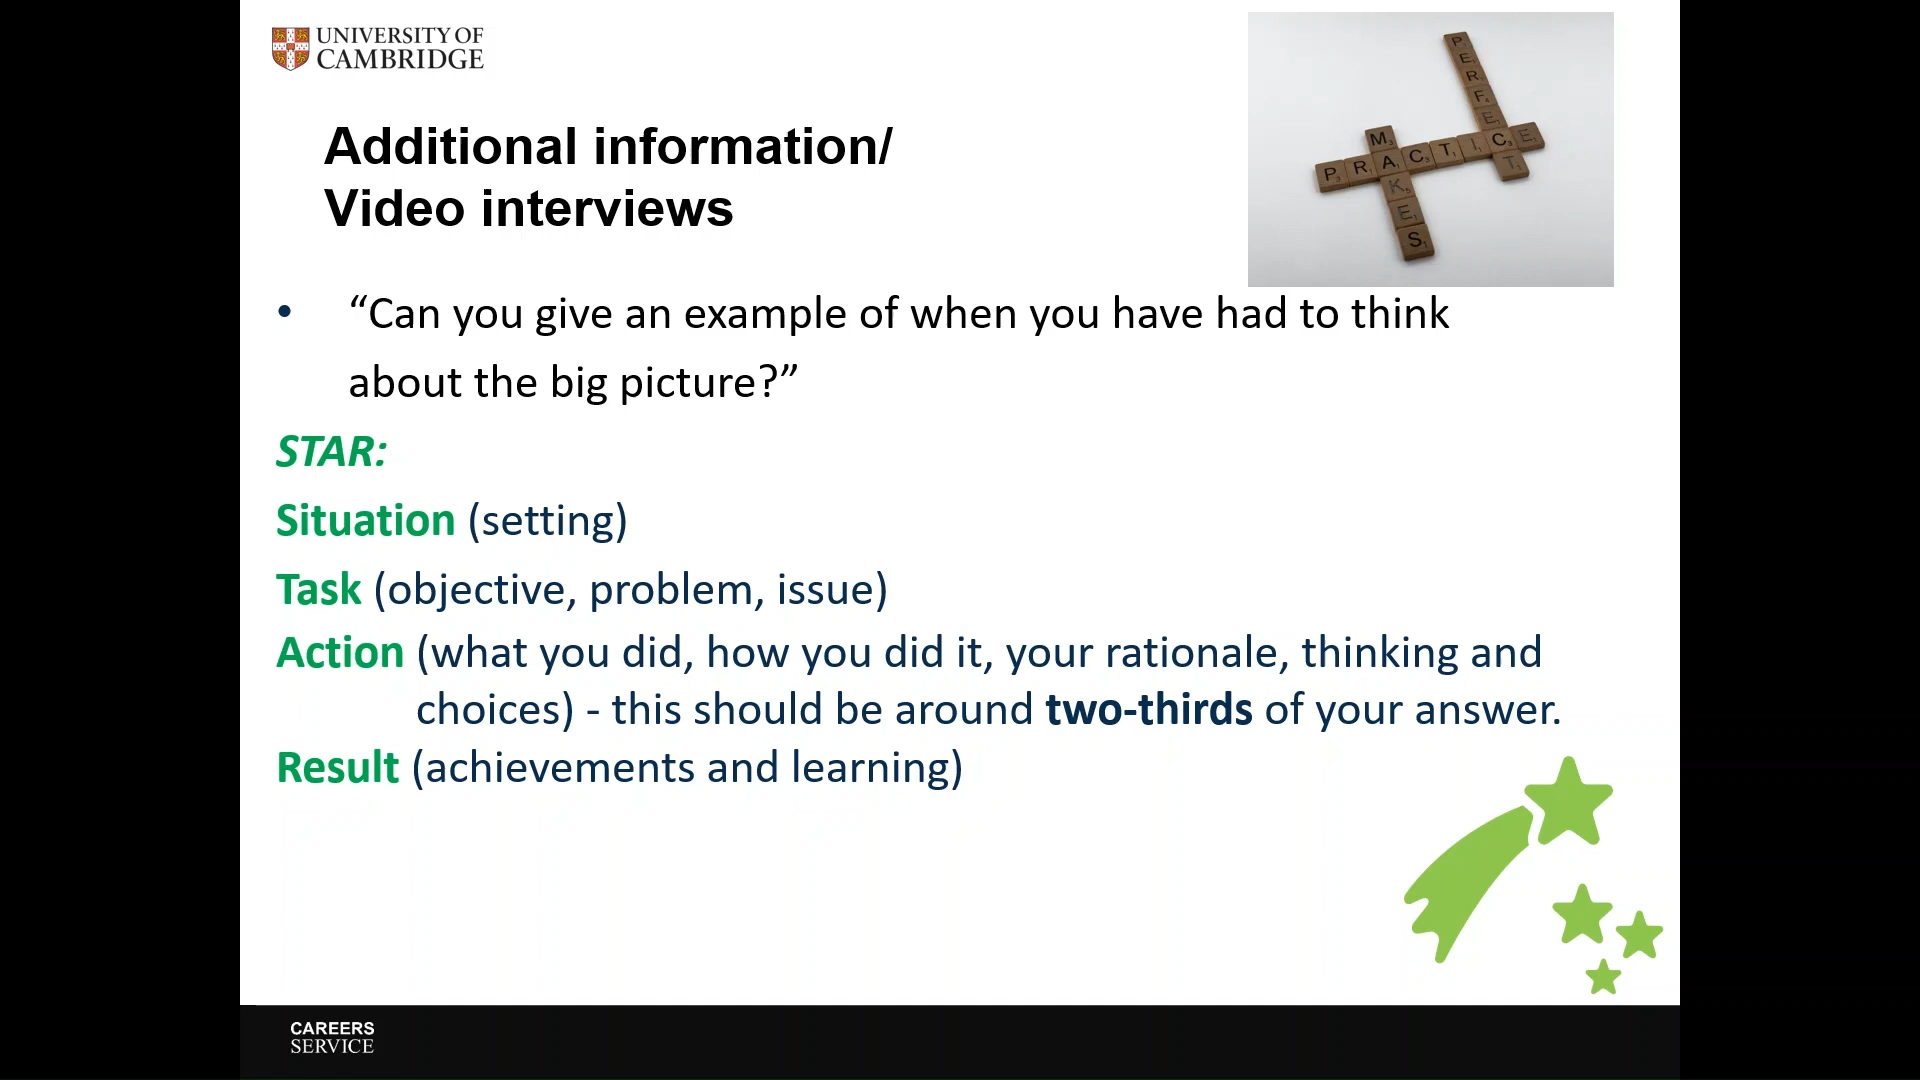 UNIVERSITY OF
CAMBRIDGE
Additional information/
Video interviews
PERFECT
MAKES
PRACTICE
• “Can you give an example of when you have had to think
about the big picture?”
STAR:
Situation (setting)
Task (objective, problem, issue)
Action (what you did, how you did it, your rationale, thinking and
choices) - this should be around two-thirds of your answer.
Result (achievements and learning)
CAREERS
SERVICE